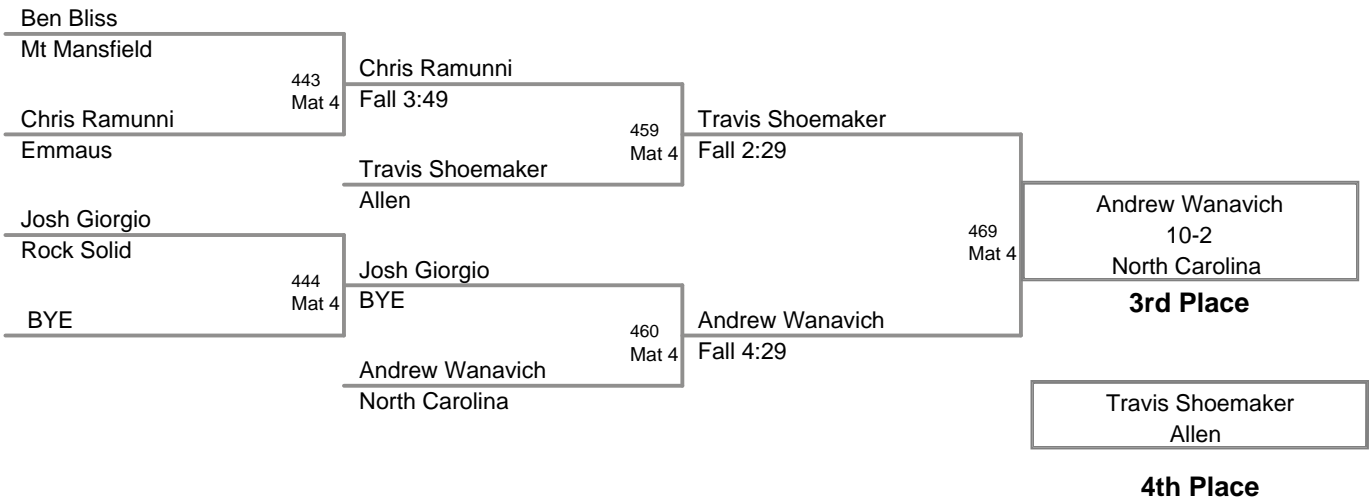 Ben Bliss
Mt Mansfield
443
Mat 4
Chris Ramunni
Fall 3:49
Chris Ramunni
Emmaus
459
Mat 4
Travis Shoemaker
Fall 2:29
Travis Shoemaker
Allen
Josh Giorgio
Rock Solid
444
Mat 4
Josh Giorgio
BYE
BYE
460
Mat 4
Andrew Wanavich
Fall 4:29
Andrew Wanavich
North Carolina
469
Mat 4
Andrew Wanavich
10-2
North Carolina
3rd Place
Travis Shoemaker
Allen
4th Place